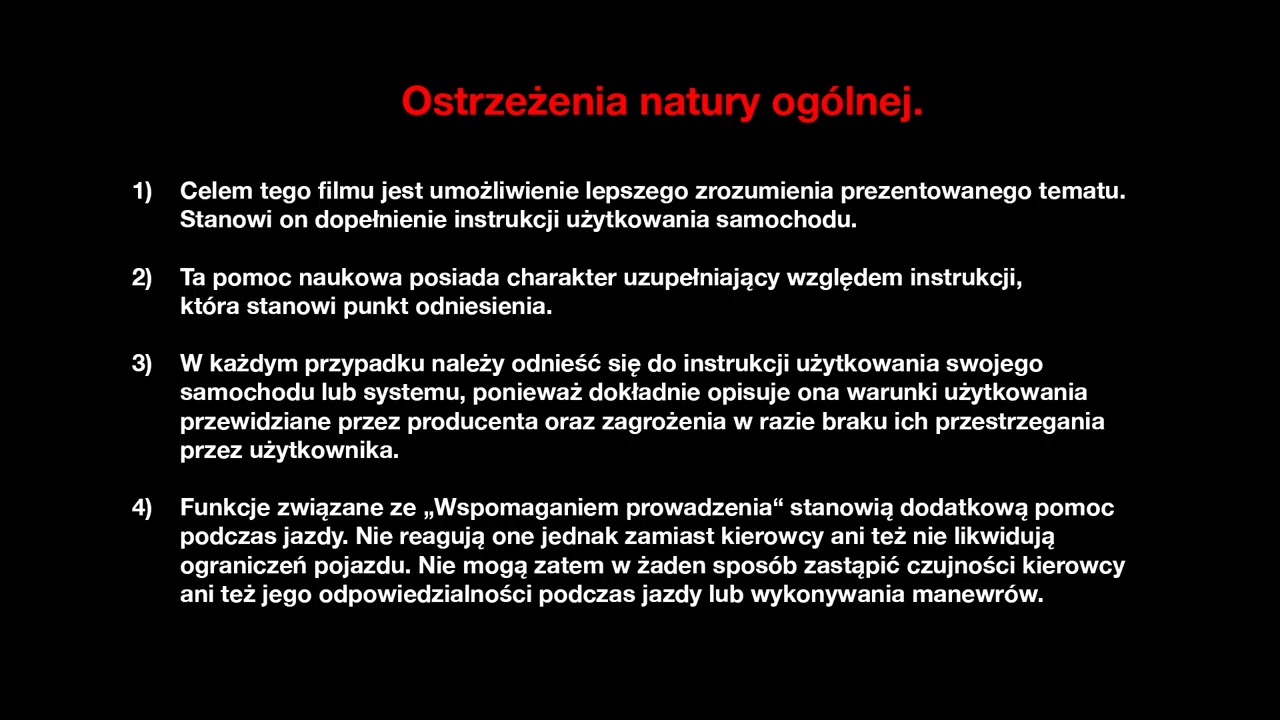 Ostrzeżenia natury ogólnej.
1) Celem tego filmu jest umożliwienie lepszego zrozumienia prezentowanego tematu.
Stanowi on dopełnienie instrukcji użytkowania samochodu.
2) Ta pomoc naukowa posiada charakter uzupełniający względem instrukcji,
która stanowi punkt odniesienia.
3) W każdym przypadku należy odnieść się do instrukcji użytkowania swojego
samochodu lub systemu, ponieważ dokładnie opisuje ona warunki użytkowania
przewidziane przez producenta oraz zagrożenia w razie braku ich przestrzegania
przez użytkownika.
4) Funkcje związane ze „Wspomaganiem prowadzenia“ stanowią dodatkową pomoc
podczas jazdy. Nie reagują one jednak zamiast kierowcy ani też nie likwidują
ograniczeń pojazdu. Nie mogą zatem w żaden sposób zastąpić czujności kierowcy
ani też jego odpowiedzialności podczas jazdy lub wykonywania manewrów.